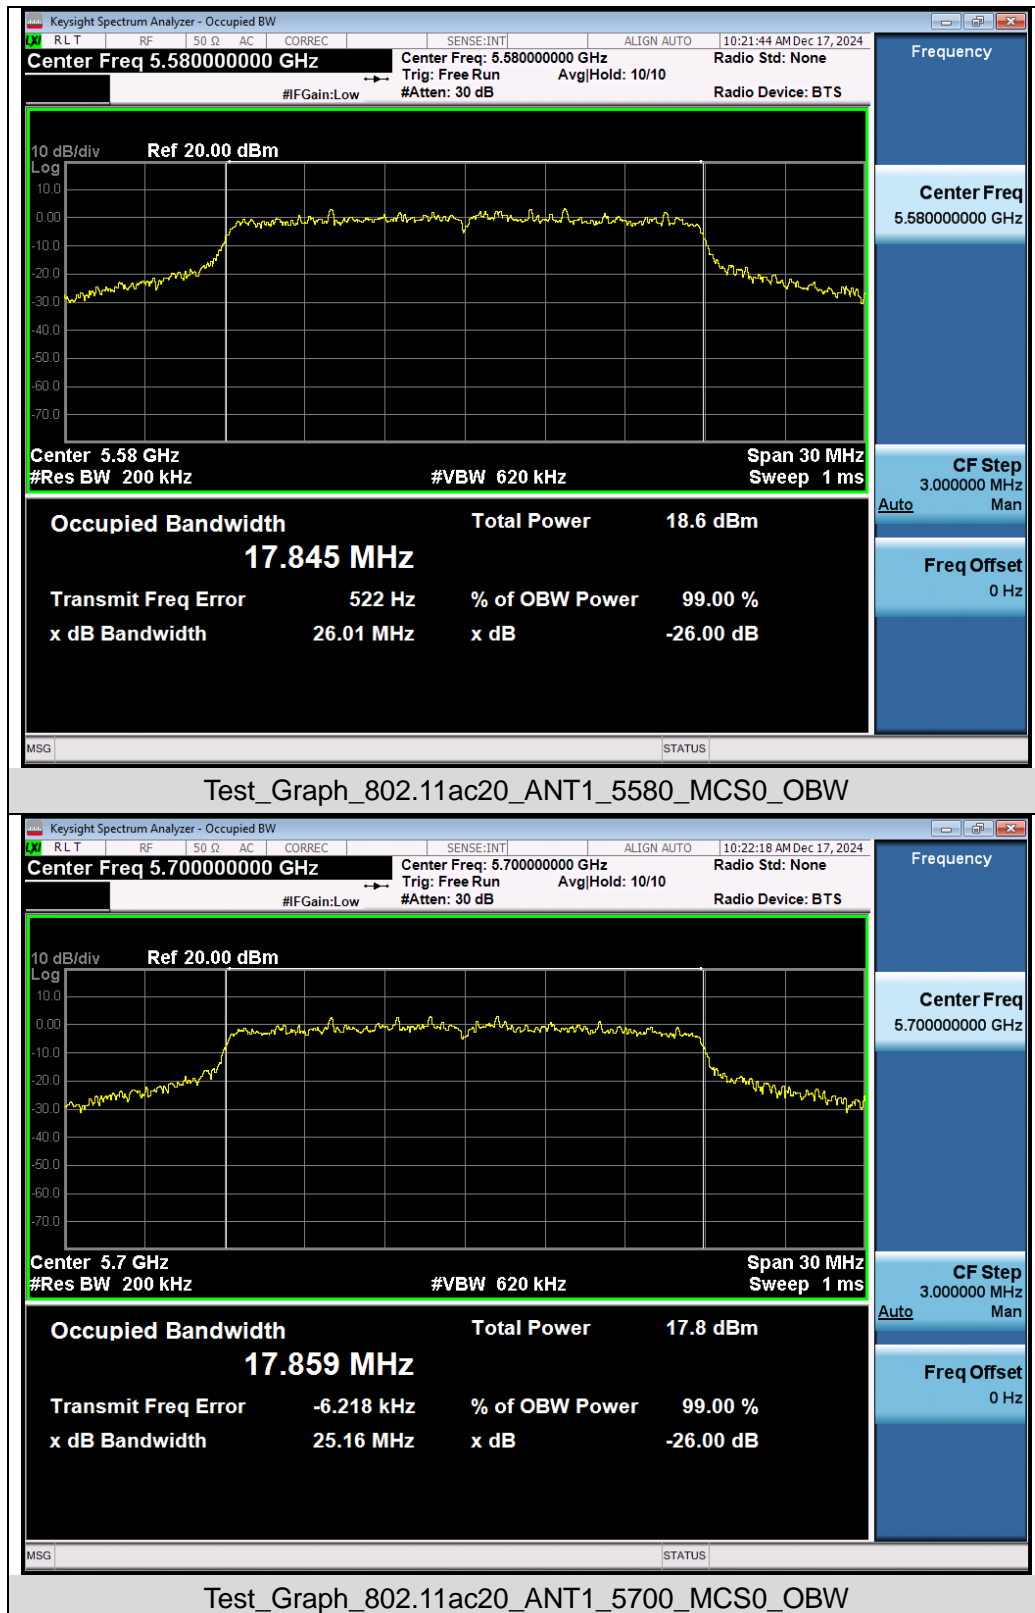 Keysight Spectrum Analyzer - Occupied BW
LXI RLT RF 50 Ω AC CORREC SENSE:INT ALIGN AUTO 10:21:44 AM Dec 17, 2024
Center Freq 5.580000000 GHz
Center Freq: 5.580000000 GHz Radio Std: None
Trig: Free Run Avg|Hold: 10/10
#IFGain:Low #Atten: 30 dB Radio Device: BTS
10 dB/div Ref 20.00 dBm
Log
10.0
0.00
-10.0
-20.0
-30.0
-40.0
-50.0
-60.0
-70.0
Center 5.58 GHz Span 30 MHz
#Res BW 200 kHz #VBW 620 kHz Sweep 1 ms
Occupied Bandwidth Total Power 18.6 dBm
17.845 MHz
Transmit Freq Error 522 Hz % of OBW Power 99.00 %
x dB Bandwidth 26.01 MHz x dB -26.00 dB
MSG STATUS
Frequency
Center Freq
5.580000000 GHz
CF Step
3.000000 MHz
Auto Man
Freq Offset
0 Hz
Test_Graph_802.11ac20_ANT1_5580_MCS0_OBW
Keysight Spectrum Analyzer - Occupied BW
LXI RLT RF 50 Ω AC CORREC SENSE:INT ALIGN AUTO 10:22:18 AM Dec 17, 2024
Center Freq 5.700000000 GHz
Center Freq: 5.700000000 GHz Radio Std: None
Trig: Free Run Avg|Hold: 10/10
#IFGain:Low #Atten: 30 dB Radio Device: BTS
10 dB/div Ref 20.00 dBm
Log
10.0
0.00
-10.0
-20.0
-30.0
-40.0
-50.0
-60.0
-70.0
Center 5.7 GHz Span 30 MHz
#Res BW 200 kHz #VBW 620 kHz Sweep 1 ms
Occupied Bandwidth Total Power 17.8 dBm
17.859 MHz
Transmit Freq Error -6.218 kHz % of OBW Power 99.00 %
x dB Bandwidth 25.16 MHz x dB -26.00 dB
MSG STATUS
Frequency
Center Freq
5.700000000 GHz
CF Step
3.000000 MHz
Auto Man
Freq Offset
0 Hz
Test_Graph_802.11ac20_ANT1_5700_MCS0_OBW